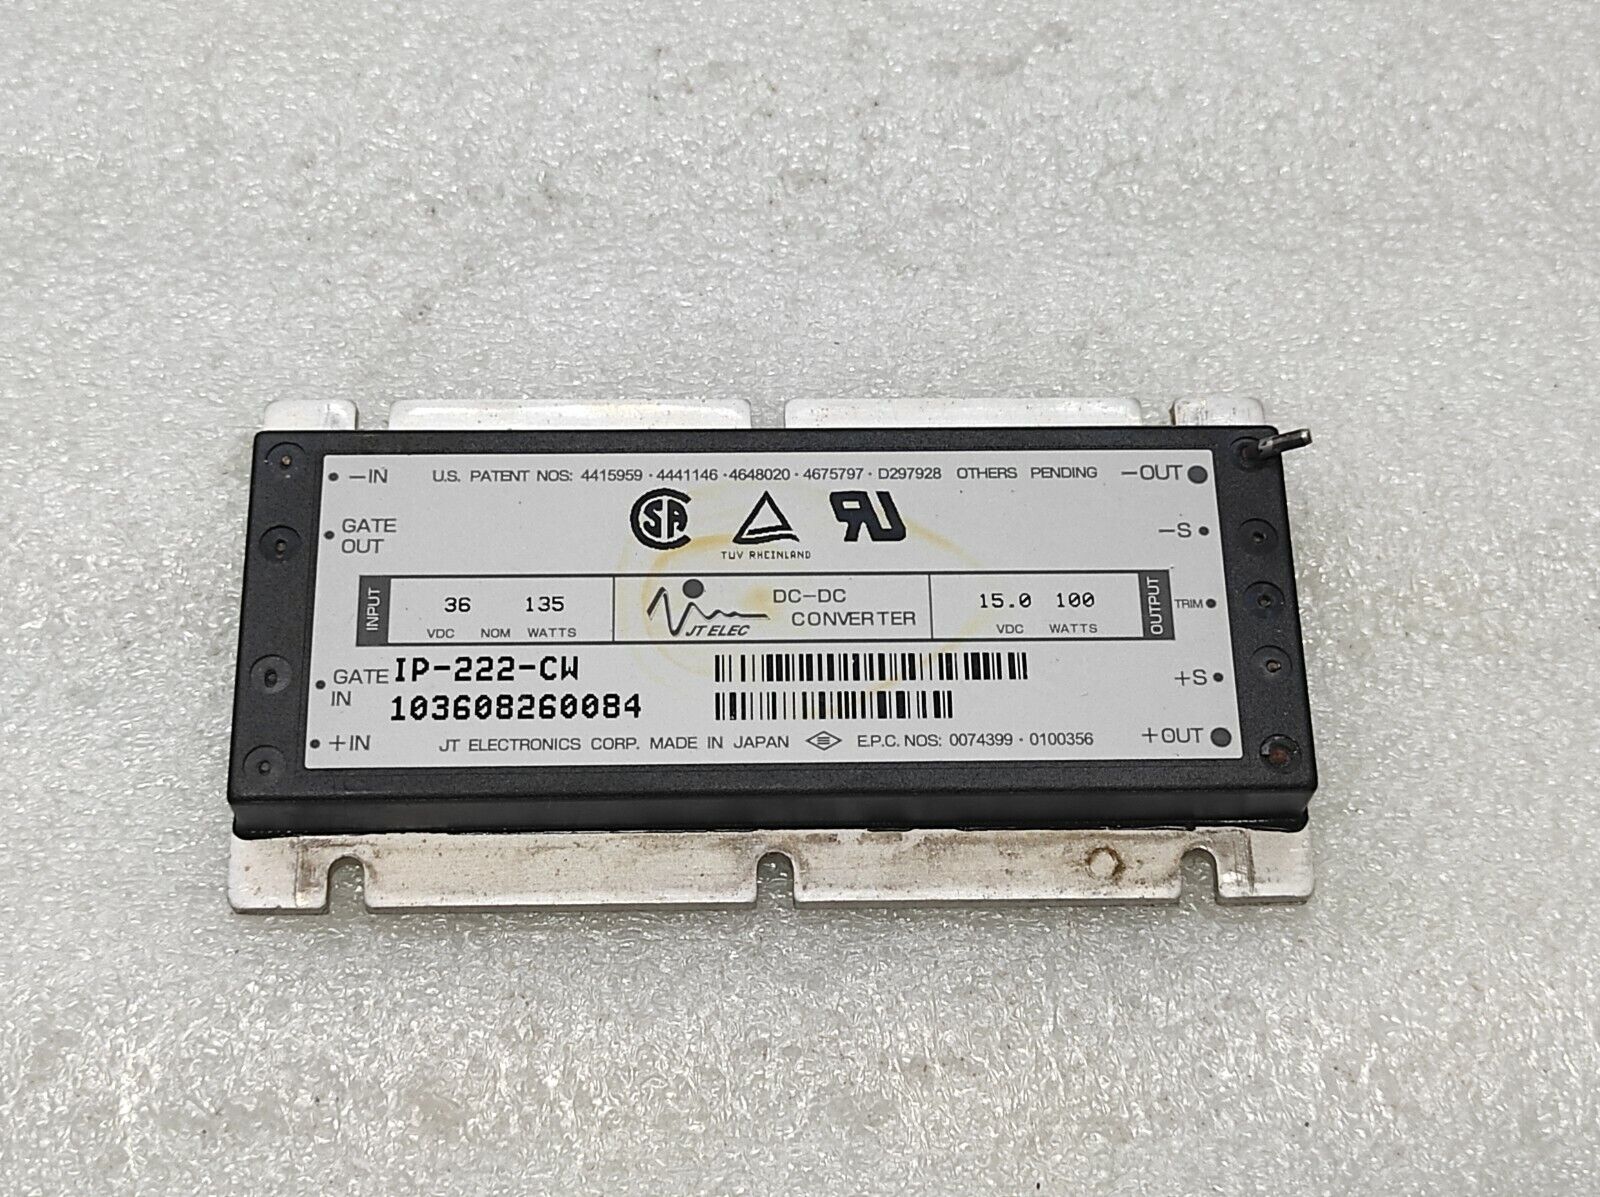 −IN U.S. PATENT NOS: 4415959 · 4441146 · 4648020 · 4675797 · D297928 OTHERS PENDING −OUT
GATE OUT
SA
−S
TUV RHEINLAND
INPUT
36 135
VDC NOM WATTS
JT ELEC
DC−DC
CONVERTER
15.0 100
VDC WATTS
OUTPUT
TRIM
GATE IN
IP-222-CW
+S
103608260084
+IN JT ELECTRONICS CORP. MADE IN JAPAN E.P.C. NOS: 0074399 · 0100356 +OUT